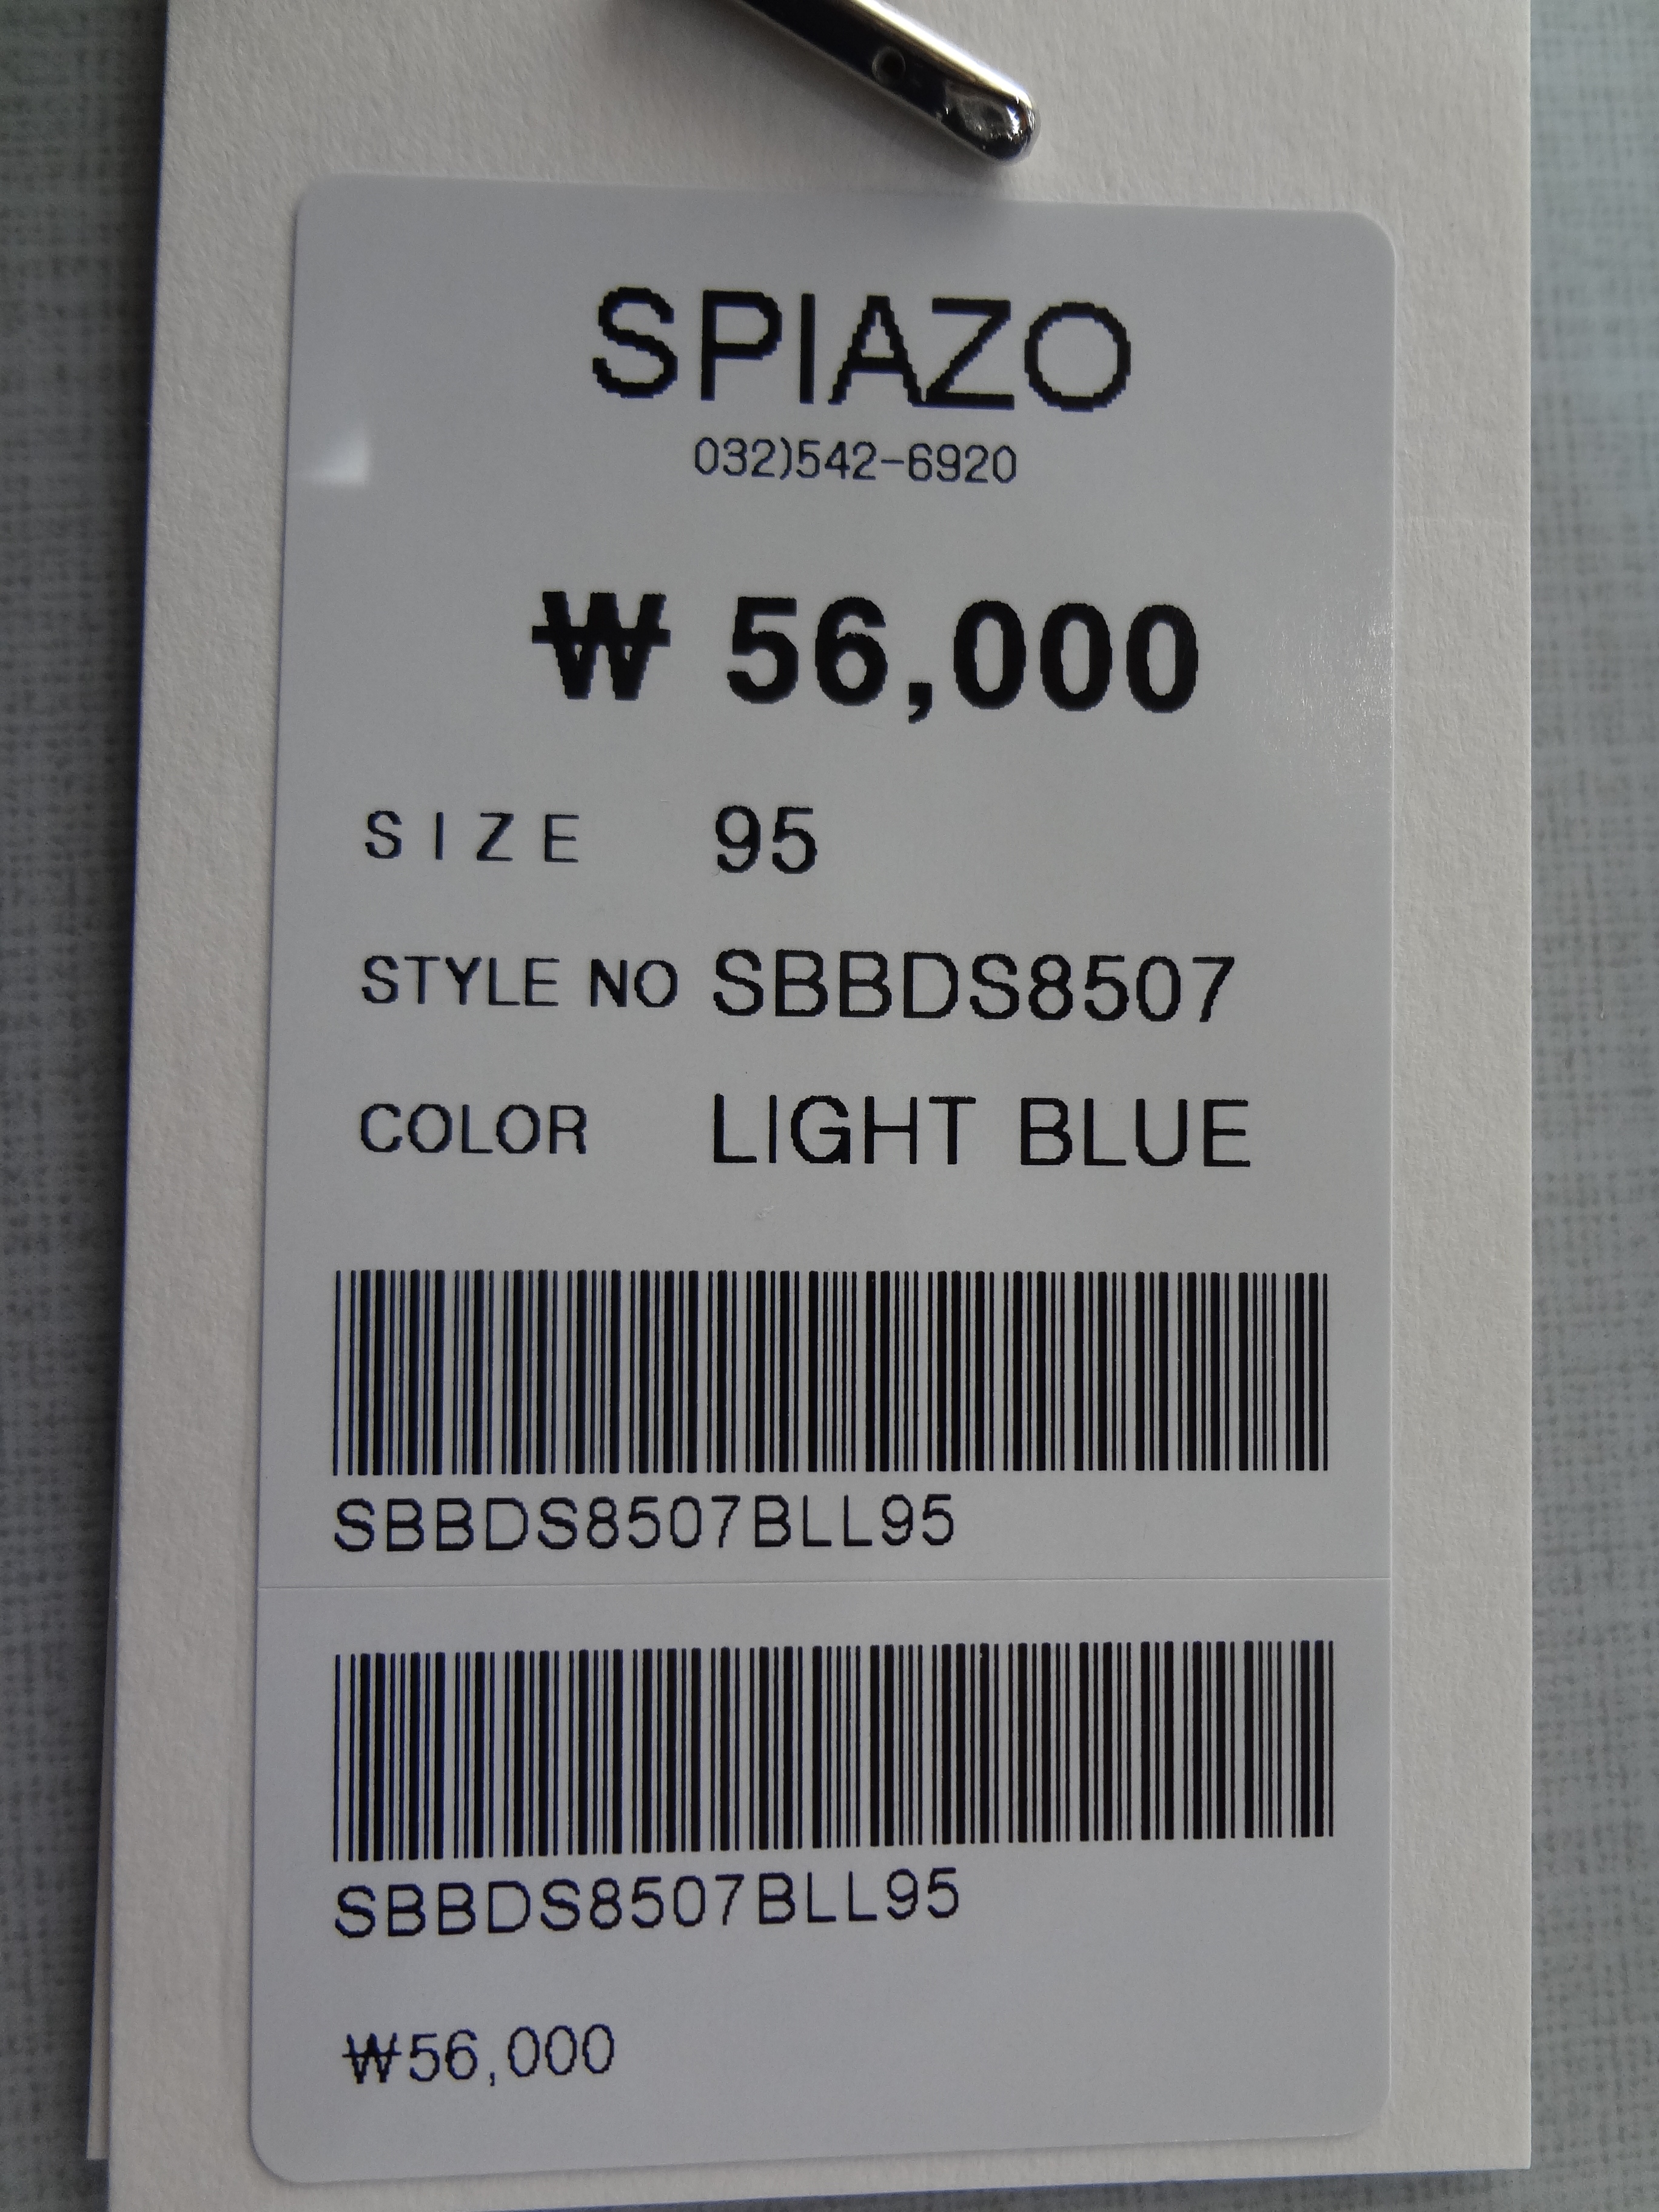 SPIAZO
032)542-6920
₩ 56,000
SIZE 95
STYLE NO SBBDS8507
COLOR LIGHT BLUE
SBBDS8507BLL95
SBBDS8507BLL95
₩56,000